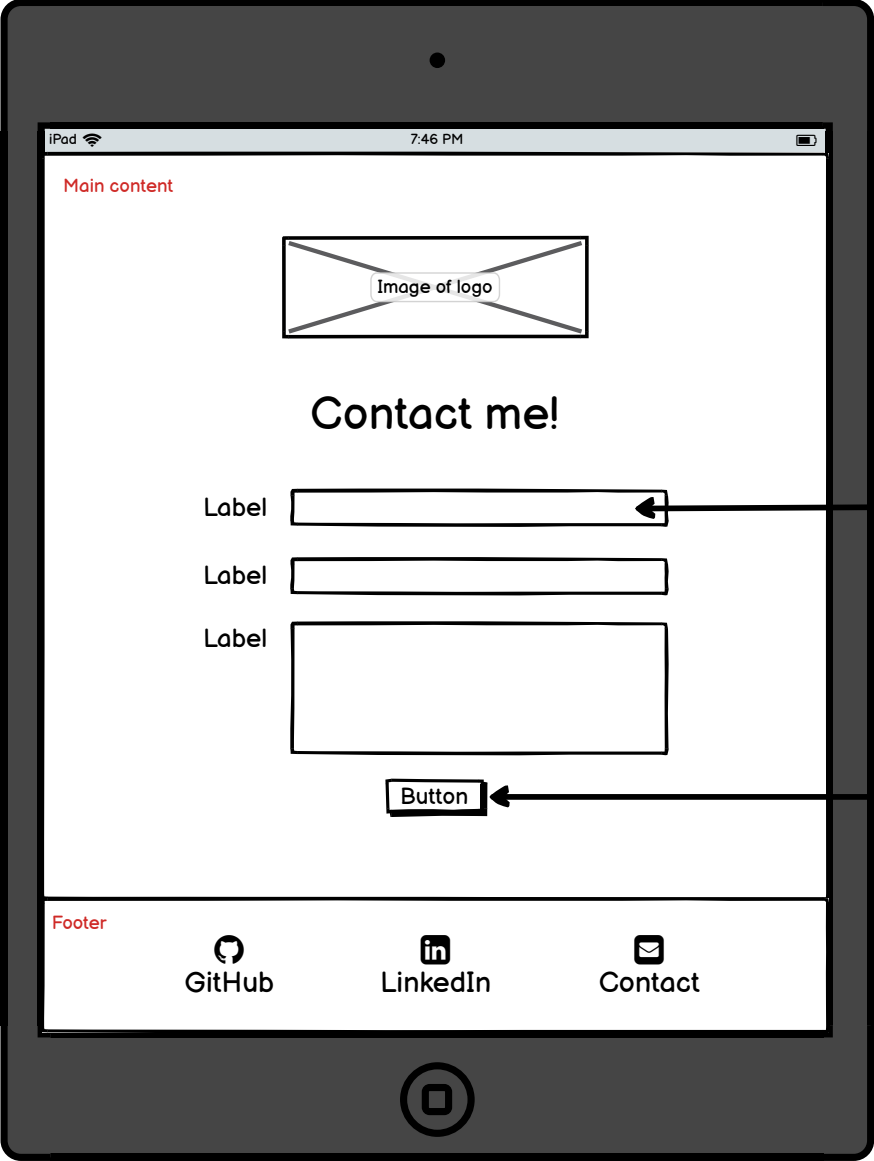 iPad 7:46 PM
Main content
Image of logo
Contact me!
Label
Label
Label
Button
Footer
GitHub LinkedIn Contact